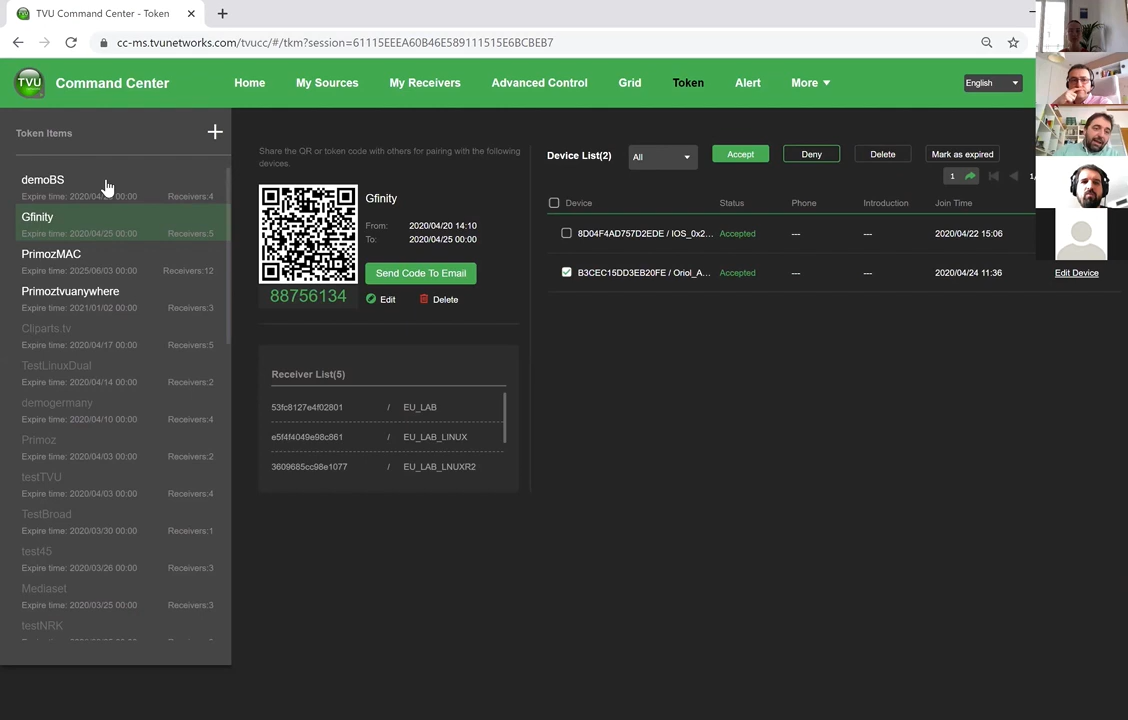 TVU Command Center - Token
cc-ms.tvunetworks.com/tvucc/#/tkm?session=61115EEEA60B46E589111515E6BCBEB7
TVU Command Center Home My Sources My Receivers Advanced Control Grid Token Alert More English
Token Items +
demoBS
Receivers:4
Gfinity
Expire time: 2020/04/25 00:00 Receivers:5
PrimozMAC
Expire time: 2025/08/03 00:00 Receivers:12
Primoztvuanywhere
Expire time: 2021/01/02 00:00 Receivers:3
Cliparts.tv
Expire time: 2020/04/17 00:00 Receivers:5
TestLinuxDual
Expire time: 2020/04/14 00:00 Receivers:2
demogermany
Expire time: 2020/04/10 00:00 Receivers:4
Primoz
Expire time: 2020/04/03 00:00 Receivers:2
testTVU
Expire time: 2020/04/03 00:00 Receivers:4
TestBroad
Expire time: 2020/03/30 00:00 Receivers:1
test45
Expire time: 2020/03/26 00:00 Receivers:3
Mediaset
Expire time: 2020/03/25 00:00 Receivers:3
testNRK
Share the QR or token code with others for pairing with the following
devices.
Gfinity
From: 2020/04/20 14:10
To: 2020/04/25 00:00
Send Code To Email
88756134
Edit Delete
Receiver List(5)
53fc8127e4f02801 / EU_LAB
e5f4f4049e98c861 / EU_LAB_LINUX
3609685cc98e1077 / EU_LAB_LNUXR2
Device List(2) All Accept Deny Delete Mark as expired
1 1/
Device Status Phone Introduction Join Time
8D04F4AD757D2EDE / IOS_0x2... Accepted --- --- 2020/04/22 15:06
B3CEC15DD3EB20FE / Oriol_A... Accepted --- --- 2020/04/24 11:36 Edit Device